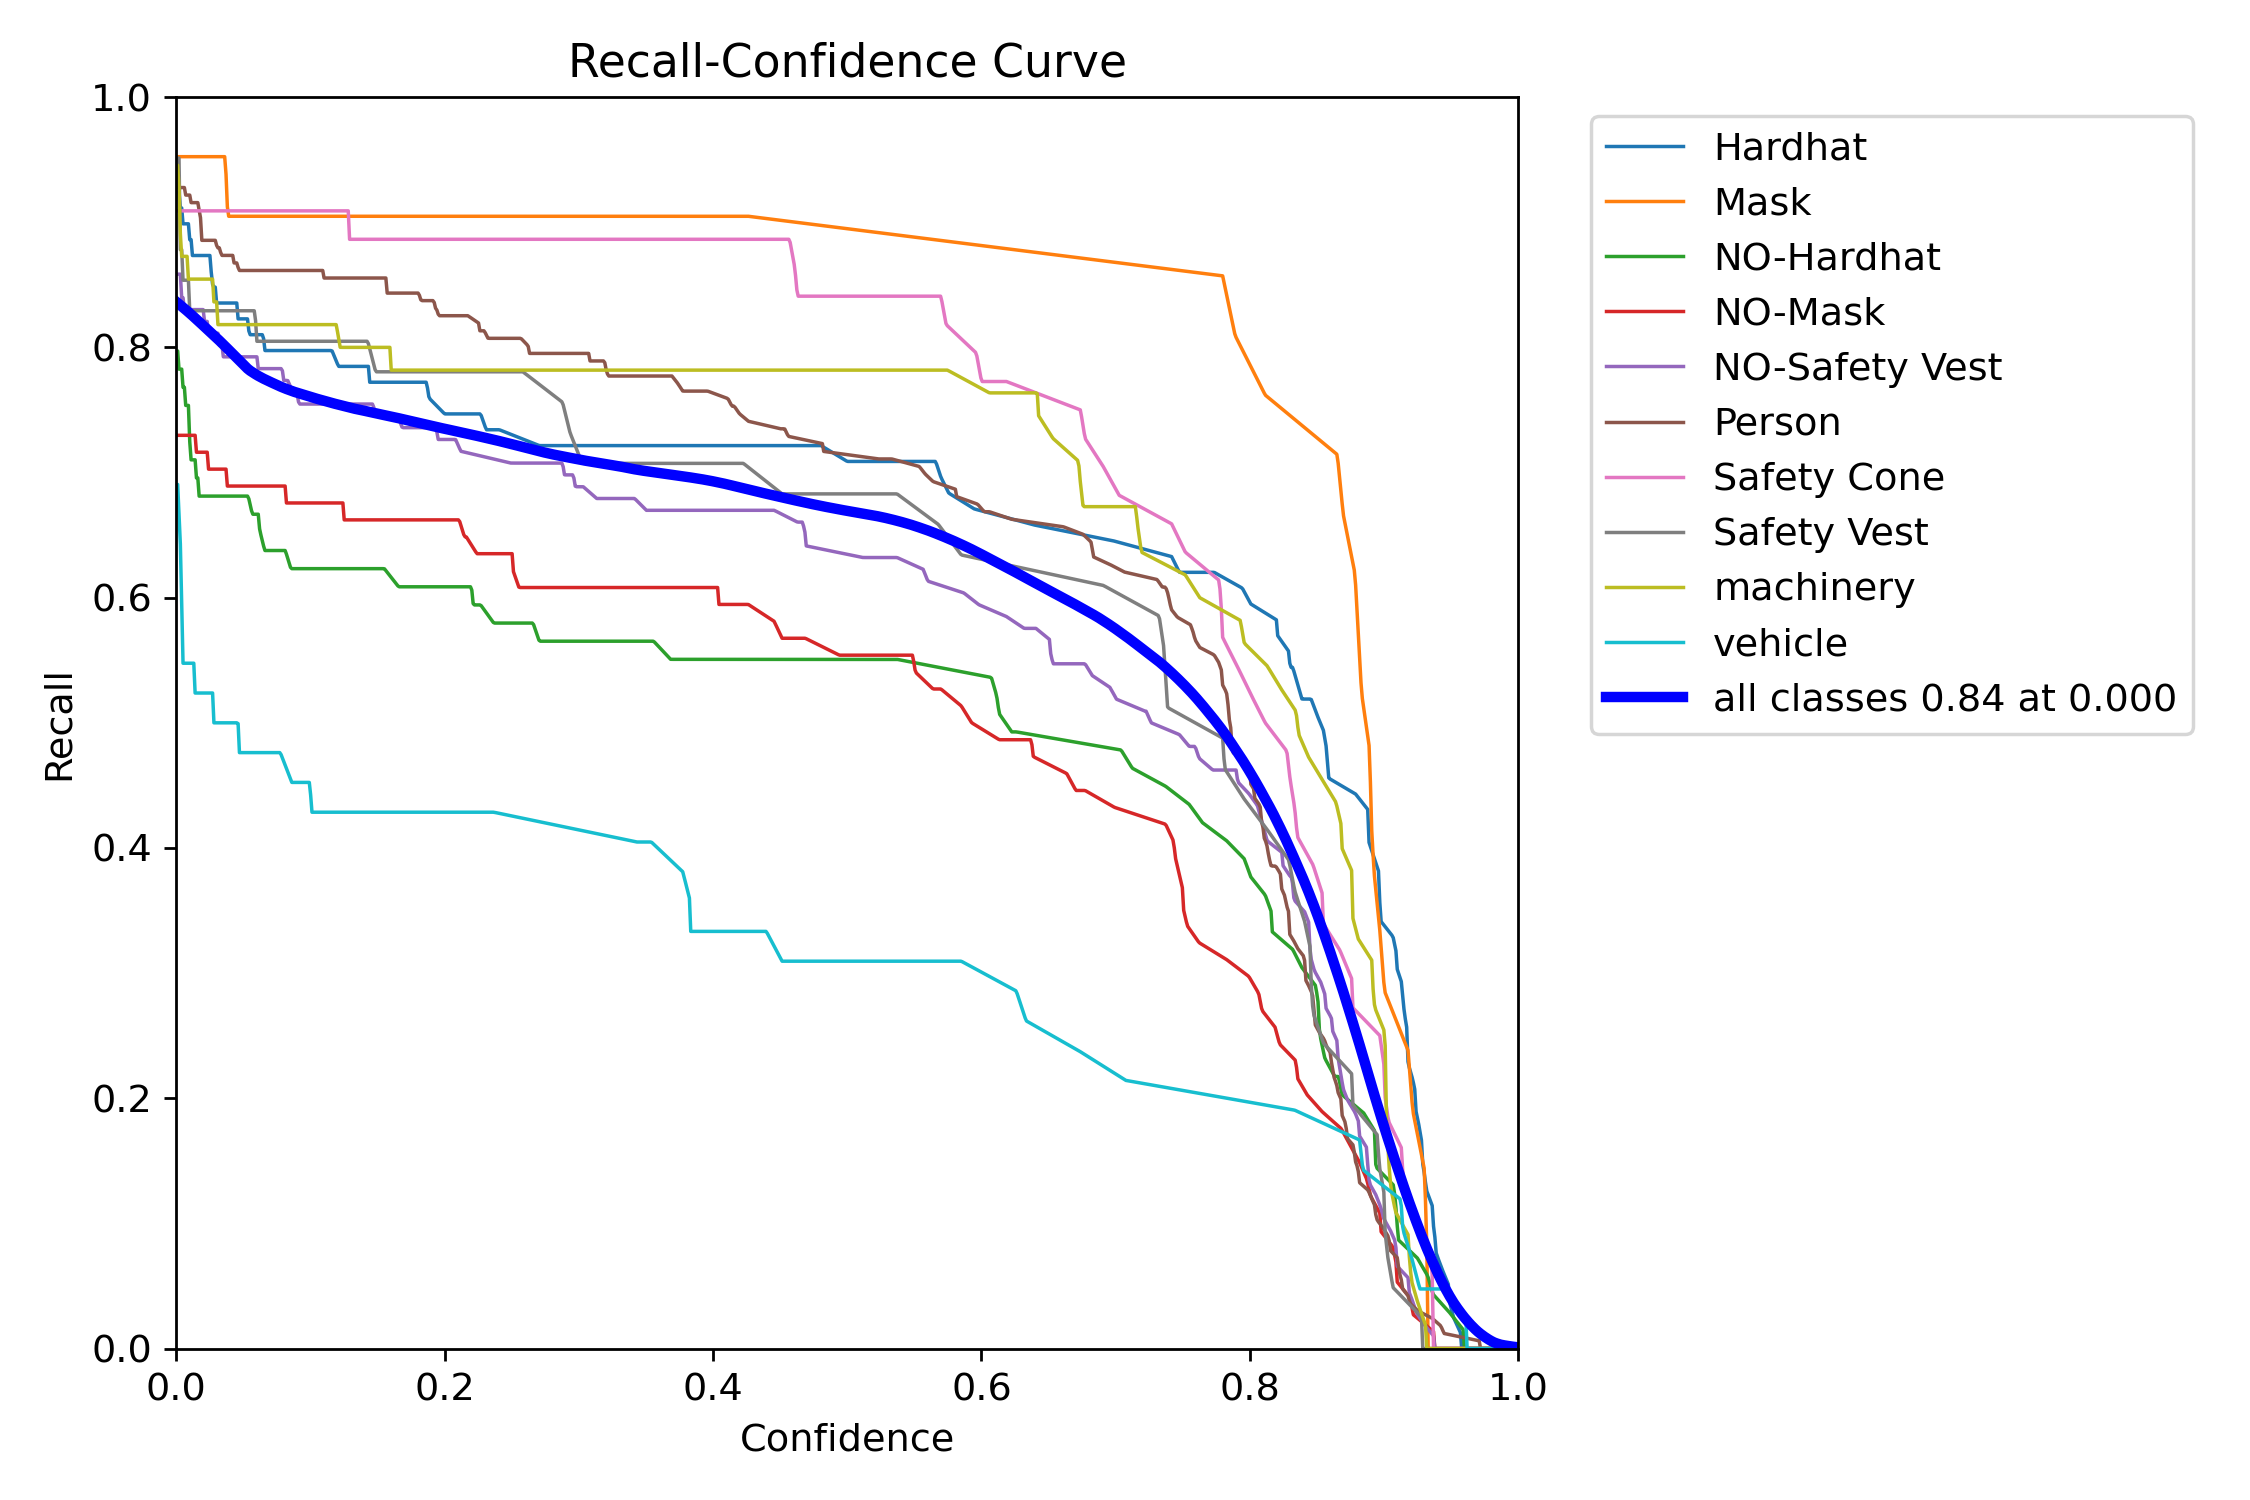 Recall-Confidence Curve
1.0
0.8
0.6
0.4
0.2
0.0
Recall
0.0 0.2 0.4 0.6 0.8 1.0
Confidence
Hardhat
Mask
NO-Hardhat
NO-Mask
NO-Safety Vest
Person
Safety Cone
Safety Vest
machinery
vehicle
all classes 0.84 at 0.000